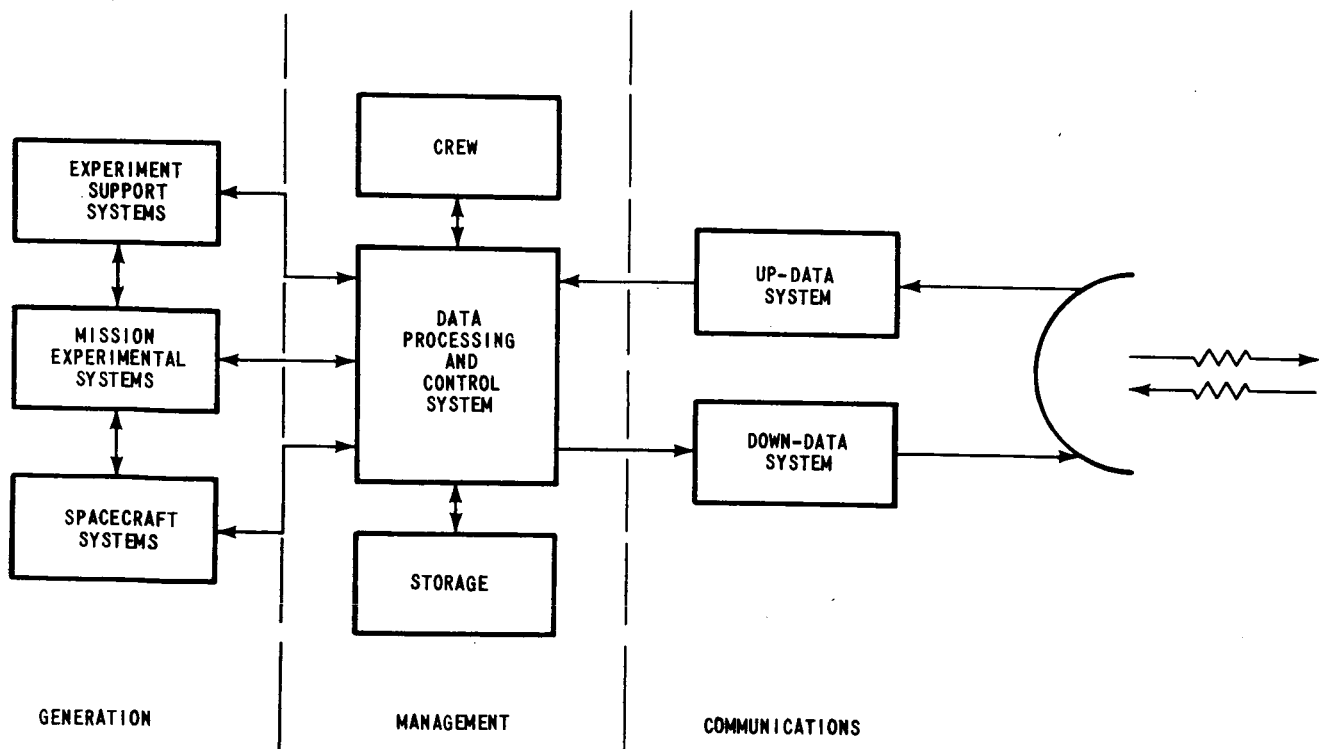 EXPERIMENT
SUPPORT
SYSTEMS
MISSION
EXPERIMENTAL
SYSTEMS
SPACECRAFT
SYSTEMS
GENERATION
CREW
DATA
PROCESSING
AND
CONTROL
SYSTEM
STORAGE
MANAGEMENT
UP-DATA
SYSTEM
DOWN-DATA
SYSTEM
COMMUNICATIONS